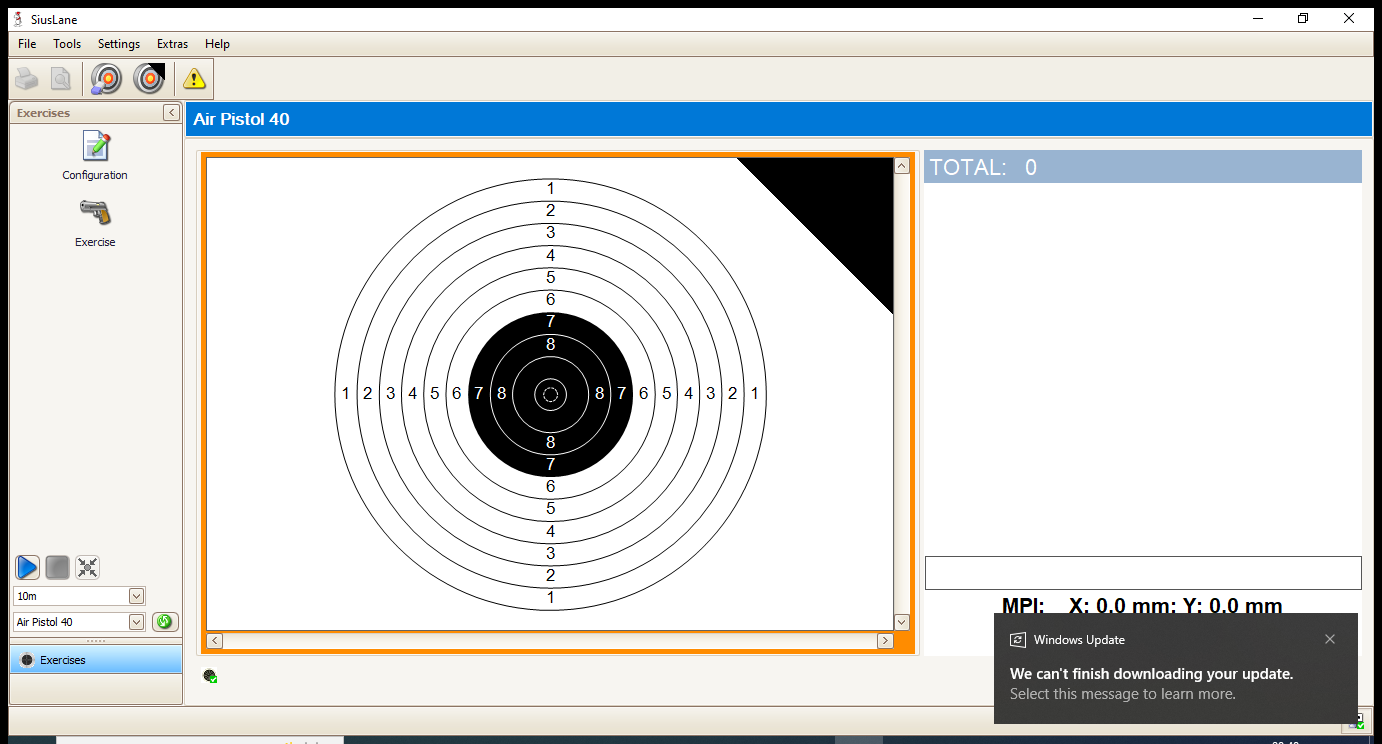 SiusLane
File Tools Settings Extras Help
Exercises
Configuration
Exercise
10m
Air Pistol 40
Exercises
Air Pistol 40
1
2
3
4
5
6
7
8
1 2 3 4 5 6 7 8 8 7 6 5 4 3 2 1
8
7
6
5
4
3
2
1
TOTAL: 0
MPI: X: 0.0 mm; Y: 0.0 mm
Windows Update
We can't finish downloading your update.
Select this message to learn more.